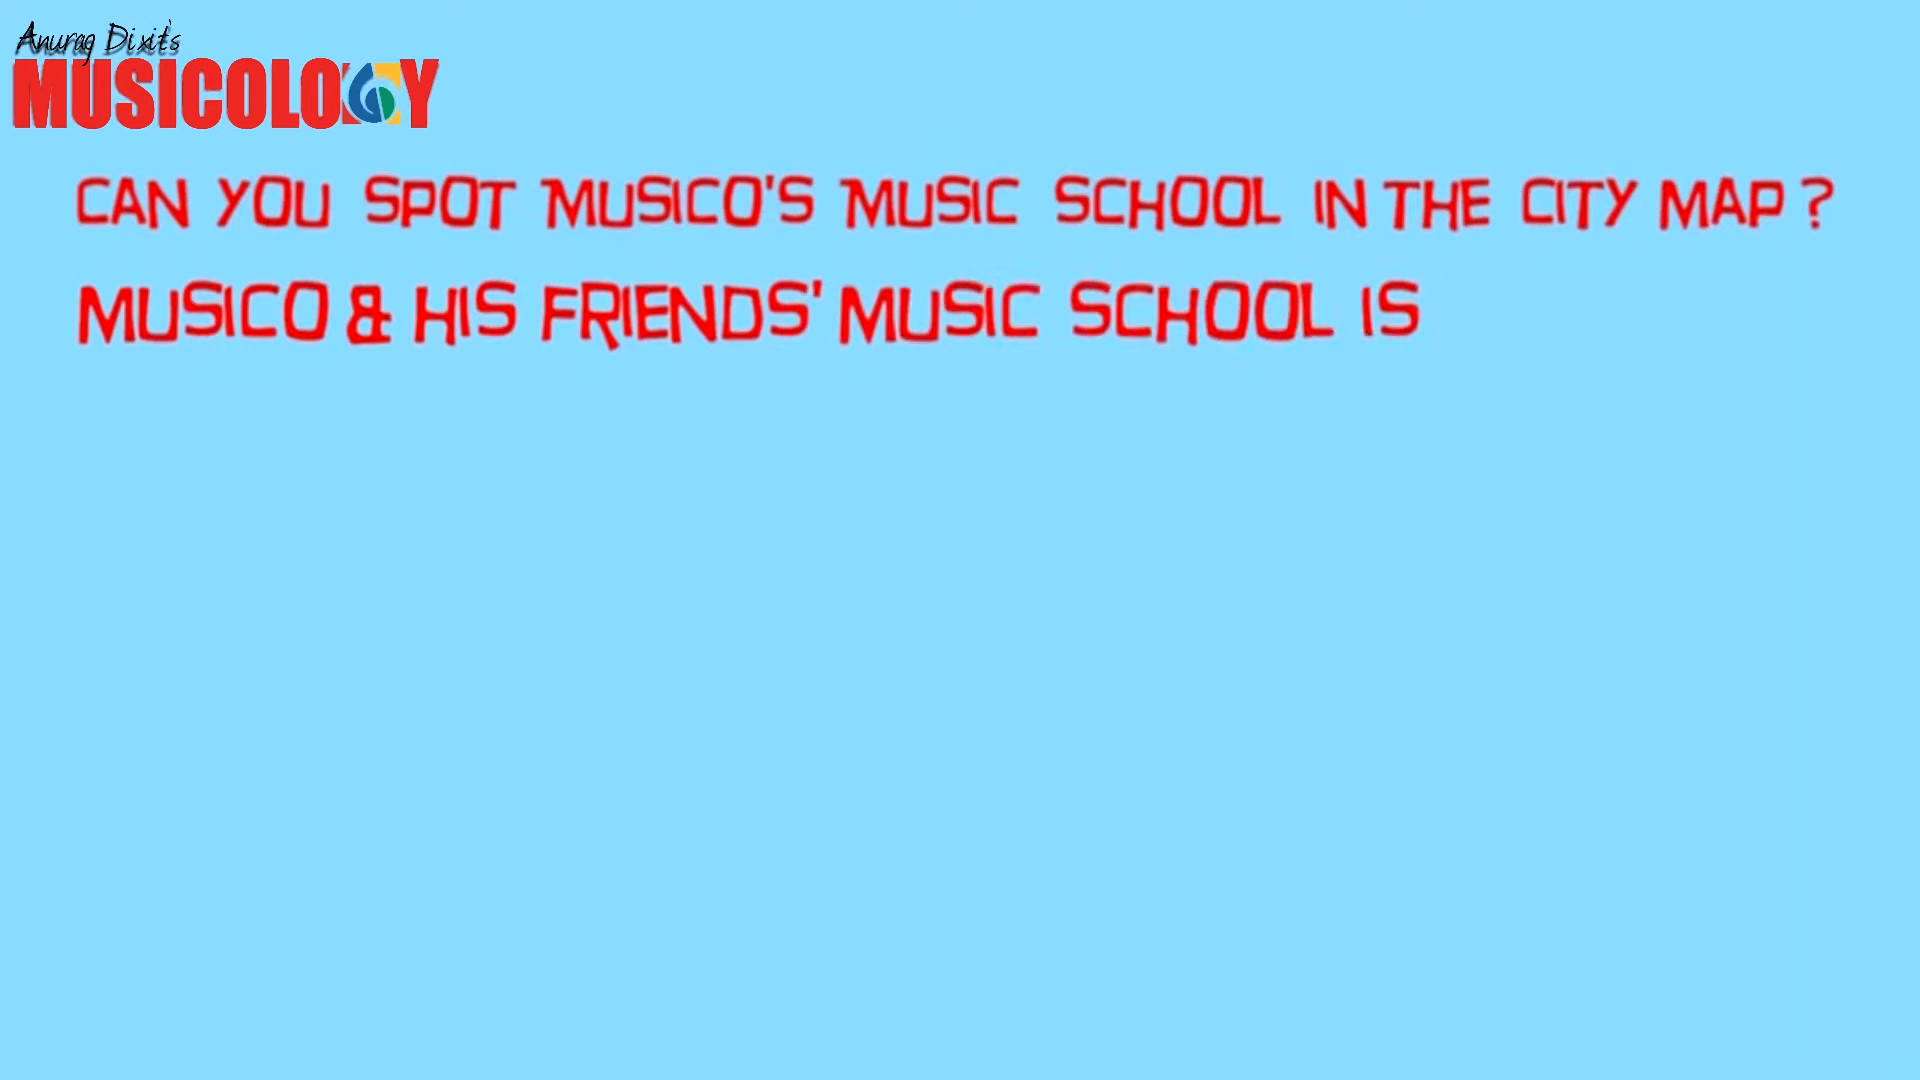 Anurag Dixit's
MUSICOLOGY
CAN YOU SPOT MUSICO'S MUSIC SCHOOL IN THE CITY MAP ?
MUSICO & HIS FRIENDS' MUSIC SCHOOL IS